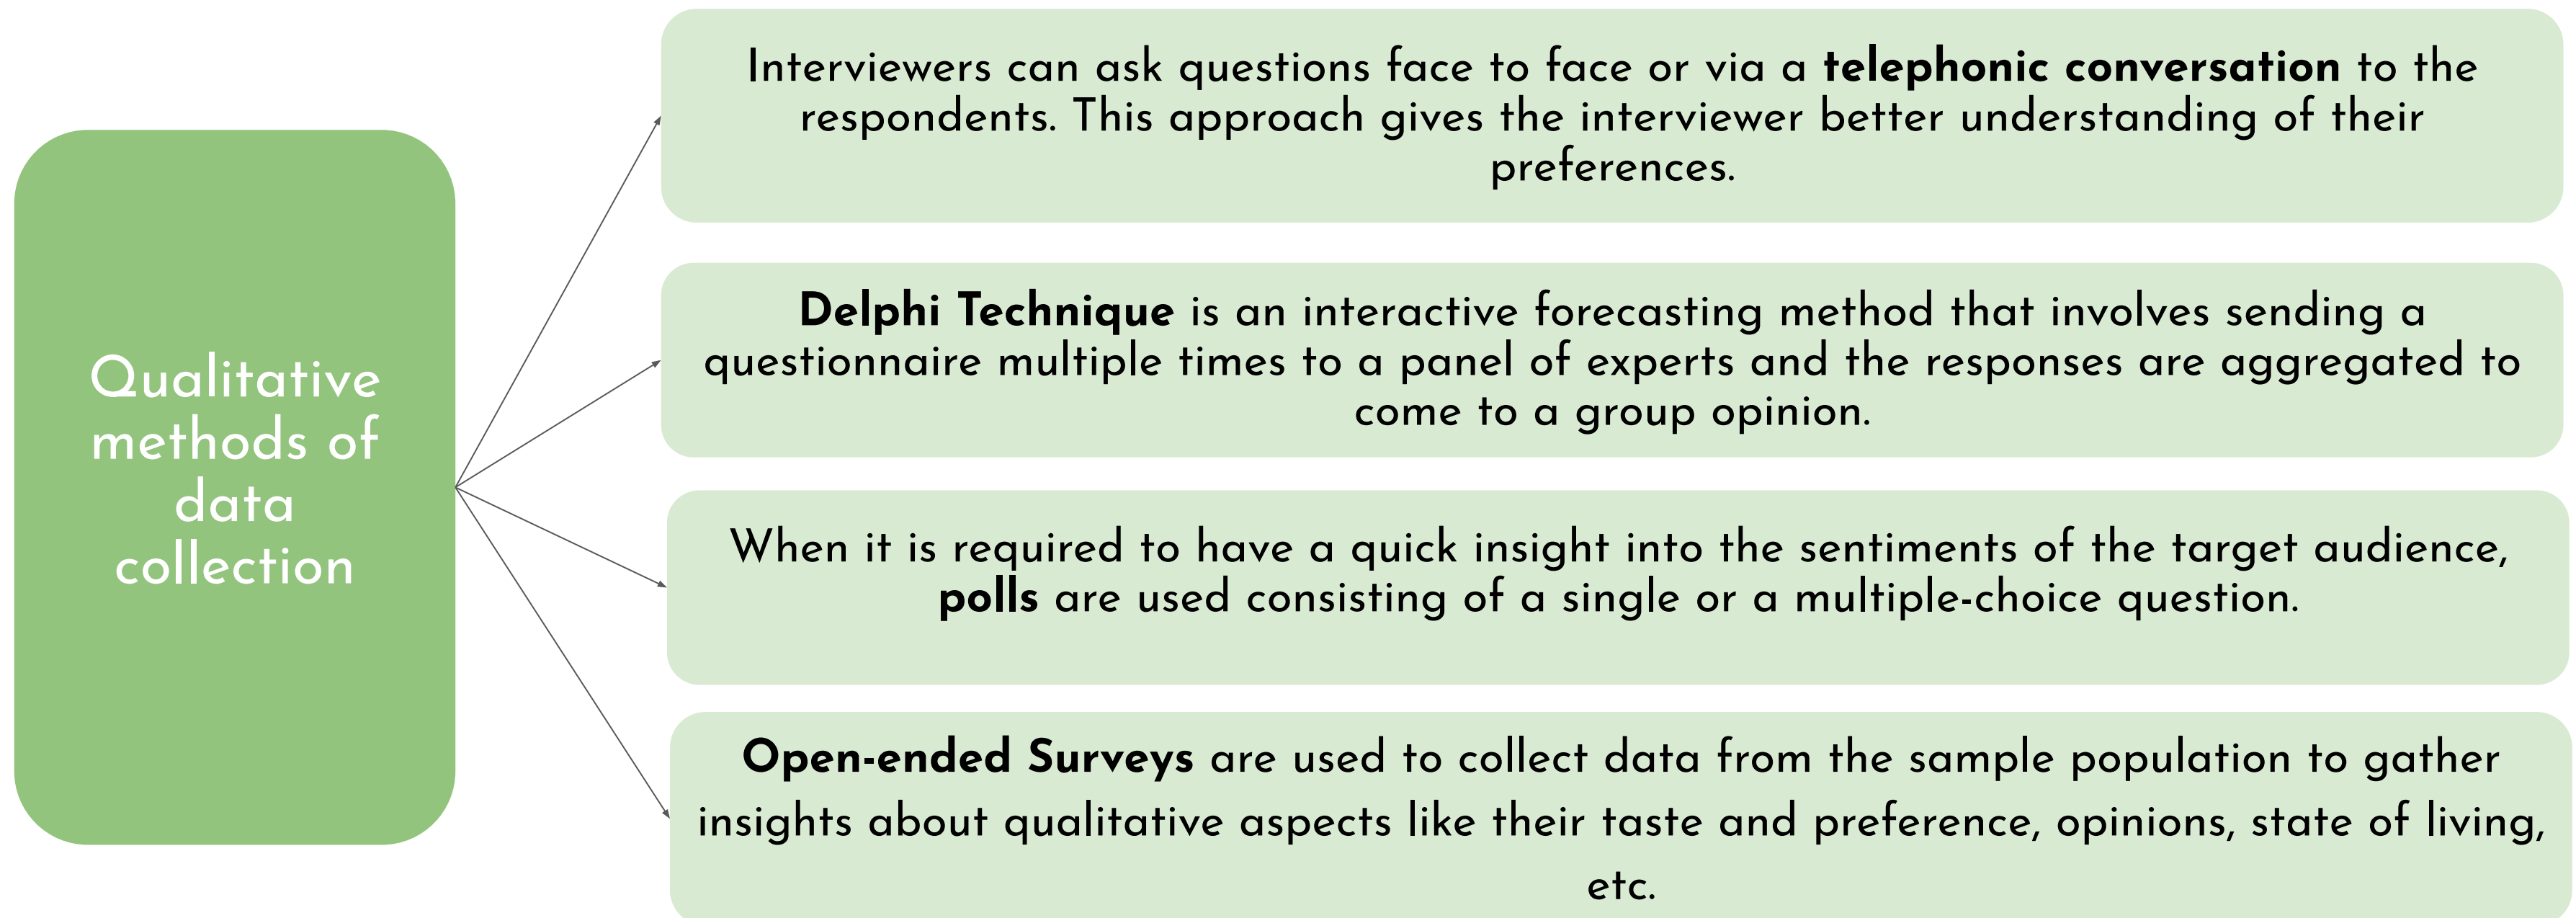 Qualitative
methods of
data
collection
Interviewers can ask questions face to face or via a telephonic conversation to the
respondents. This approach gives the interviewer better understanding of their
preferences.
Delphi Technique is an interactive forecasting method that involves sending a
questionnaire multiple times to a panel of experts and the responses are aggregated to
come to a group opinion.
When it is required to have a quick insight into the sentiments of the target audience,
polls are used consisting of a single or a multiple-choice question.
Open-ended Surveys are used to collect data from the sample population to gather
insights about qualitative aspects like their taste and preference, opinions, state of living,
etc.